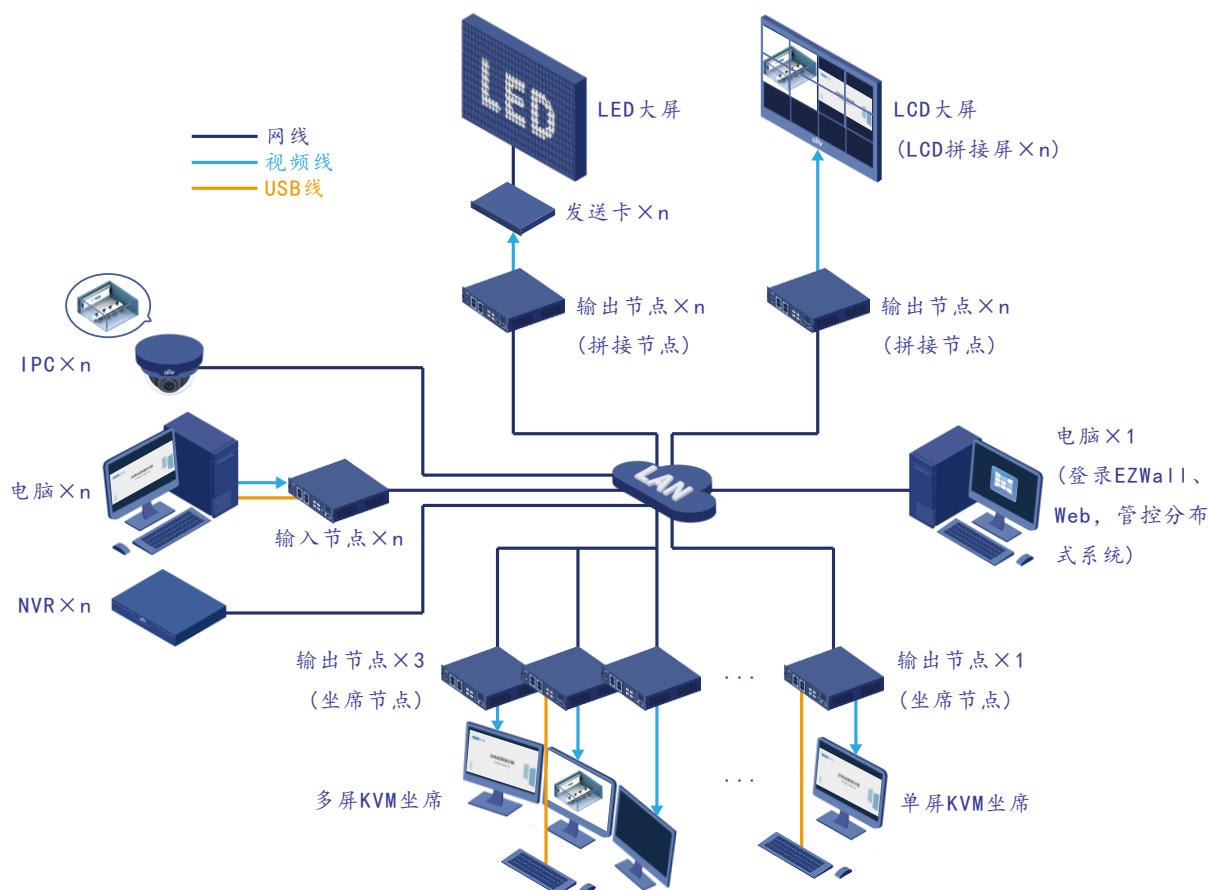 LED
LED大屏
LCD大屏
(LCD拼接屏×n)
网线
视频线
USB线
发送卡×n
输出节点×n
(拼接节点)
输出节点×n
(拼接节点)
IPC×n
电脑×n
输入节点×n
LAN
电脑×1
(登录EZWall、
Web, 管控分布
式系统)
NVR×n
输出节点×3
(坐席节点)
...
输出节点×1
(坐席节点)
多屏KVM坐席
...
单屏KVM坐席